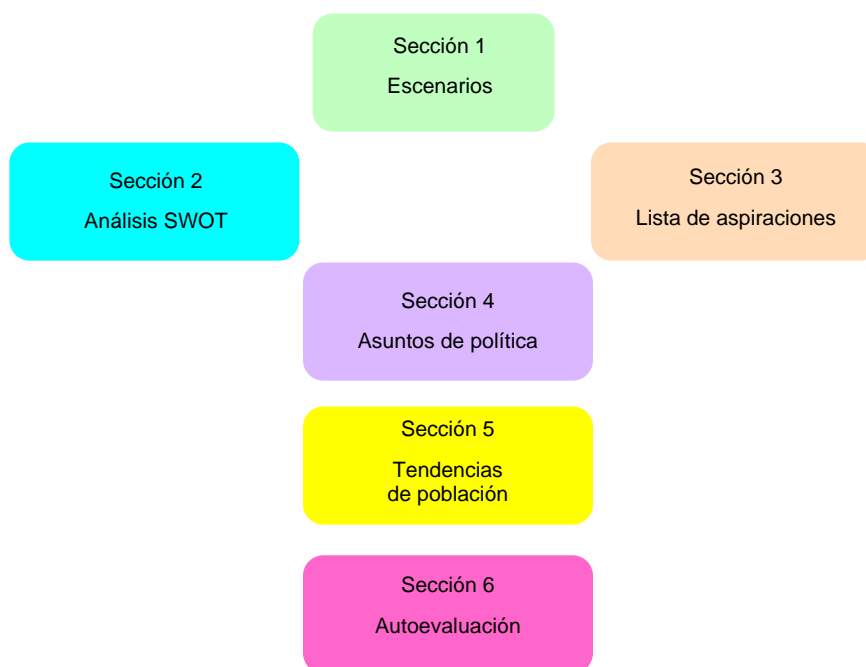 Sección 1
Escenarios
Sección 2
Análisis SWOT
Sección 3
Lista de aspiraciones
Sección 4
Asuntos de política
Sección 5
Tendencias
de población
Sección 6
Autoevaluación